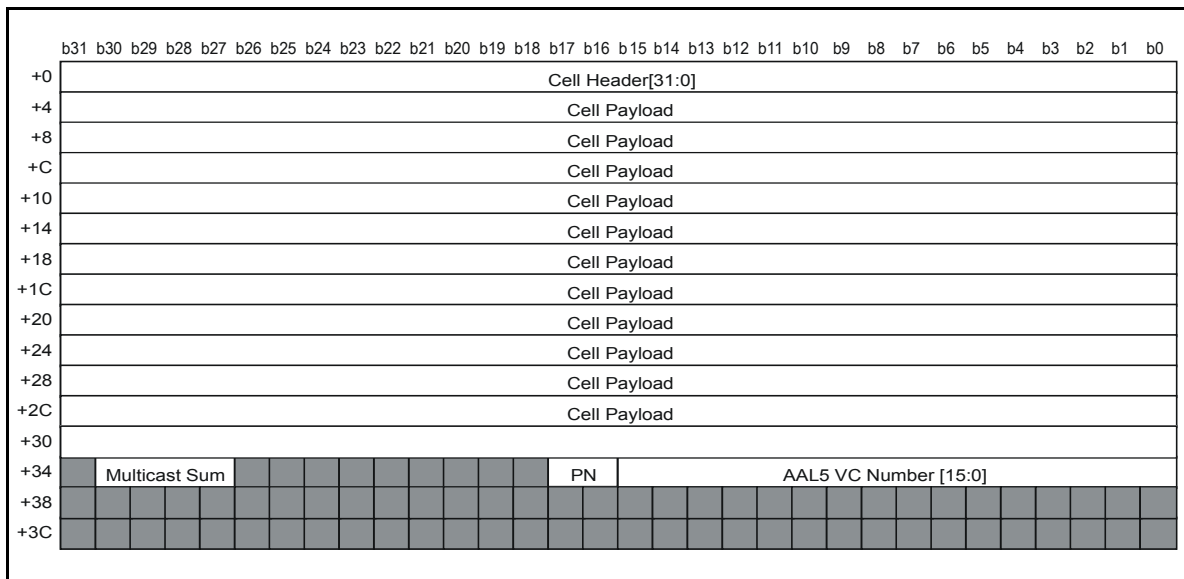 b31 b30 b29 b28 b27 b26 b25 b24 b23 b22 b21 b20 b19 b18 b17 b16 b15 b14 b13 b12 b11 b10 b9 b8 b7 b6 b5 b4 b3 b2 b1 b0
+0 Cell Header[31:0]
+4 Cell Payload
+8 Cell Payload
+C Cell Payload
+10 Cell Payload
+14 Cell Payload
+18 Cell Payload
+1C Cell Payload
+20 Cell Payload
+24 Cell Payload
+28 Cell Payload
+2C Cell Payload
+30
+34 Multicast Sum PN AAL5 VC Number [15:0]
+38
+3C